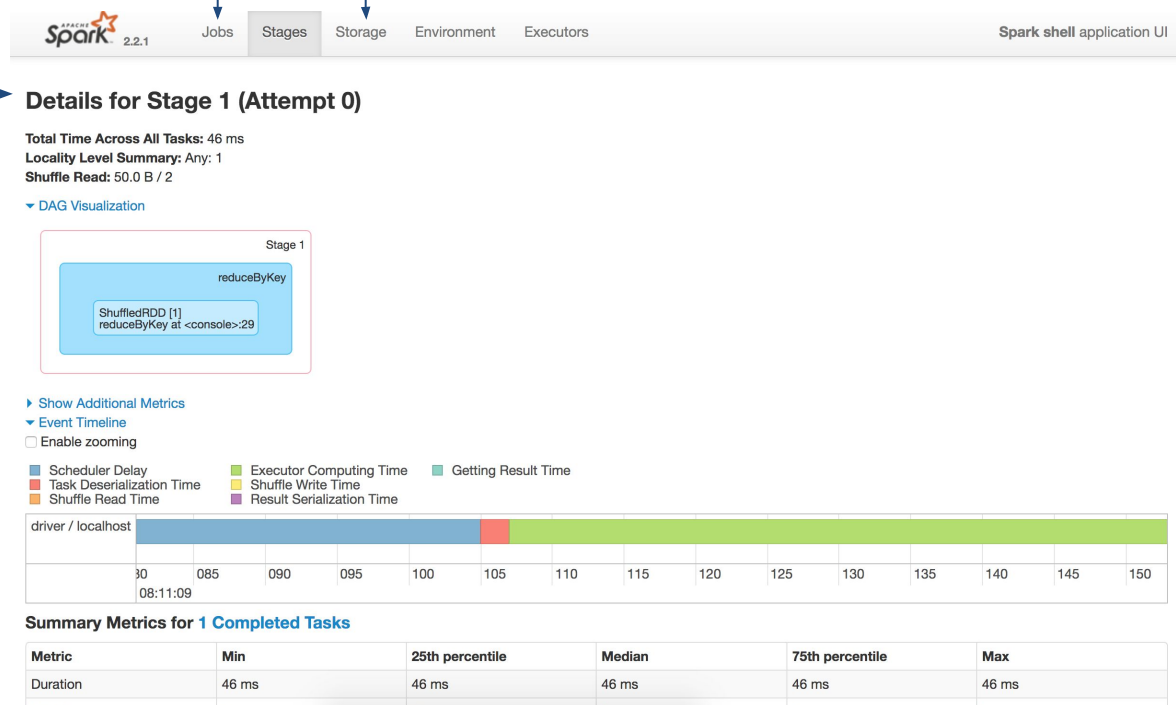 APACHE Spark 2.2.1 Jobs Stages Storage Environment Executors Spark shell application UI
Details for Stage 1 (Attempt 0)
Total Time Across All Tasks: 46 ms
Locality Level Summary: Any: 1
Shuffle Read: 50.0 B / 2
DAG Visualization
Stage 1
reduceByKey
ShuffledRDD [1]
reduceByKey at <console>:29
Show Additional Metrics
Event Timeline
Enable zooming
Scheduler Delay Executor Computing Time Getting Result Time
Task Deserialization Time Shuffle Write Time
Shuffle Read Time Result Serialization Time
driver / localhost
80 085 090 095 100 105 110 115 120 125 130 135 140 145 150
08:11:09
Summary Metrics for 1 Completed Tasks
Metric Min 25th percentile Median 75th percentile Max
Duration 46 ms 46 ms 46 ms 46 ms 46 ms